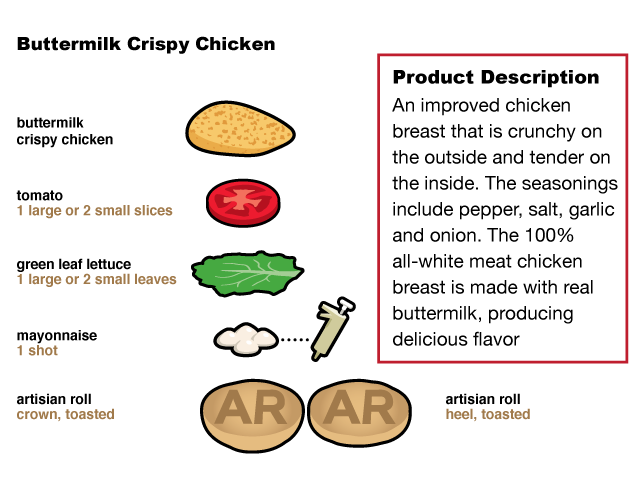 Buttermilk Crispy Chicken
Product Description
An improved chicken
breast that is crunchy on
the outside and tender on
the inside. The seasonings
include pepper, salt, garlic
and onion. The 100%
all-white meat chicken
breast is made with real
buttermilk, producing
delicious flavor
buttermilk
crispy chicken
tomato
1 large or 2 small slices
green leaf lettuce
1 large or 2 small leaves
mayonnaise
1 shot
artisian roll
crown, toasted
AR
AR
artisian roll
heel, toasted